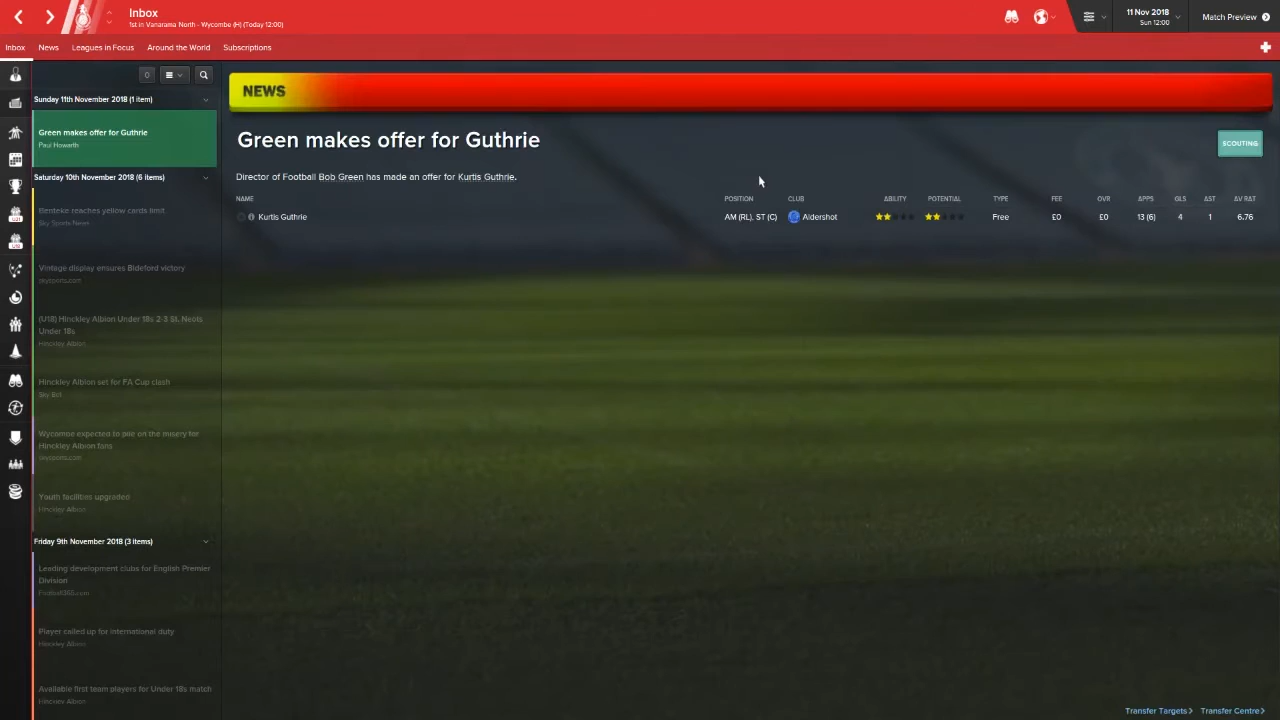 Inbox
1st in Vanarama North - Wycombe (H) (Today 12:00)
11 Nov 2018
Sun 12:00
Match Preview
Inbox
News
Leagues in Focus
Around the World
Subscriptions
0
Sunday 11th November 2018 (1 item)
Green makes offer for Guthrie
Paul Howarth
Saturday 10th November 2018 (6 items)
Benteke reaches yellow cards limit
Sky Sports News
Vintage display ensures Bideford victory
skysports.com
(U18) Hinckley Albion Under 18s 2-3 St. Neots
Under 18s
Hinckley Albion
Hinckley Albion set for FA Cup clash
Sky Bet
Wycombe expected to pile on the misery for
Hinckley Albion fans
skysports.com
Youth facilities upgraded
Hinckley Albion
Friday 9th November 2018 (3 items)
Leading development clubs for English Premier
Division
Football365.com
Player called up for international duty
Hinckley Albion
Available first team players for Under 18s match
Hinckley Albion
NEWS
Green makes offer for Guthrie
SCOUTING
Director of Football Bob Green has made an offer for Kurtis Guthrie.
NAME POSITION CLUB ABILITY POTENTIAL TYPE FEE OVR APPS GLS AST AV RAT
Kurtis Guthrie AM (RL), ST (C) Aldershot Free £0 £0 13 (6) 4 1 6.76
Transfer Targets
Transfer Centre